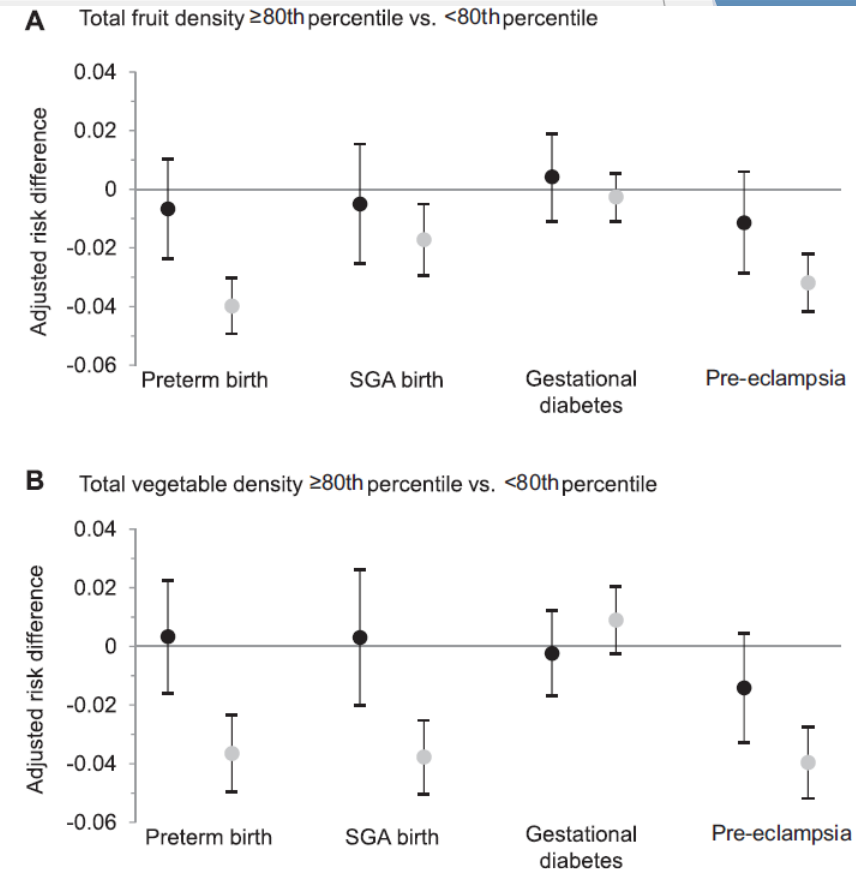 A Total fruit density ≥80th percentile vs. <80th percentile
Adjusted risk difference
0.04
0.02
0
-0.02
-0.04
-0.06
Preterm birth
SGA birth
Gestational
diabetes
Pre-eclampsia
B Total vegetable density ≥80th percentile vs. <80th percentile
Adjusted risk difference
0.04
0.02
0
-0.02
-0.04
-0.06
Preterm birth
SGA birth
Gestational
diabetes
Pre-eclampsia